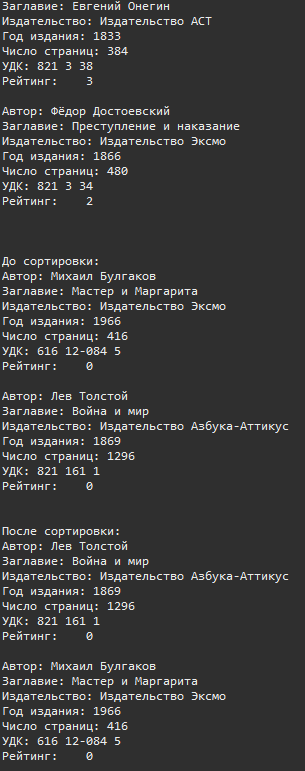 Заглавие: Евгений Онегин
Издательство: Издательство АСТ
Год издания: 1833
Число страниц: 384
УДК: 821 3 38
Рейтинг:    3
Автор: Фёдор Достоевский
Заглавие: Преступление и наказание
Издательство: Издательство Эксмо
Год издания: 1866
Число страниц: 480
УДК: 821 3 34
Рейтинг:    2
До сортировки:
Автор: Михаил Булгаков
Заглавие: Мастер и Маргарита
Издательство: Издательство Эксмо
Год издания: 1966
Число страниц: 416
УДК: 616 12-084 5
Рейтинг:    0
Автор: Лев Толстой
Заглавие: Война и мир
Издательство: Издательство Азбука-Аттикус
Год издания: 1869
Число страниц: 1296
УДК: 821 161 1
Рейтинг:    0
После сортировки:
Автор: Лев Толстой
Заглавие: Война и мир
Издательство: Издательство Азбука-Аттикус
Год издания: 1869
Число страниц: 1296
УДК: 821 161 1
Рейтинг:    0
Автор: Михаил Булгаков
Заглавие: Мастер и Маргарита
Издательство: Издательство Эксмо
Год издания: 1966
Число страниц: 416
УДК: 616 12-084 5
Рейтинг:    0